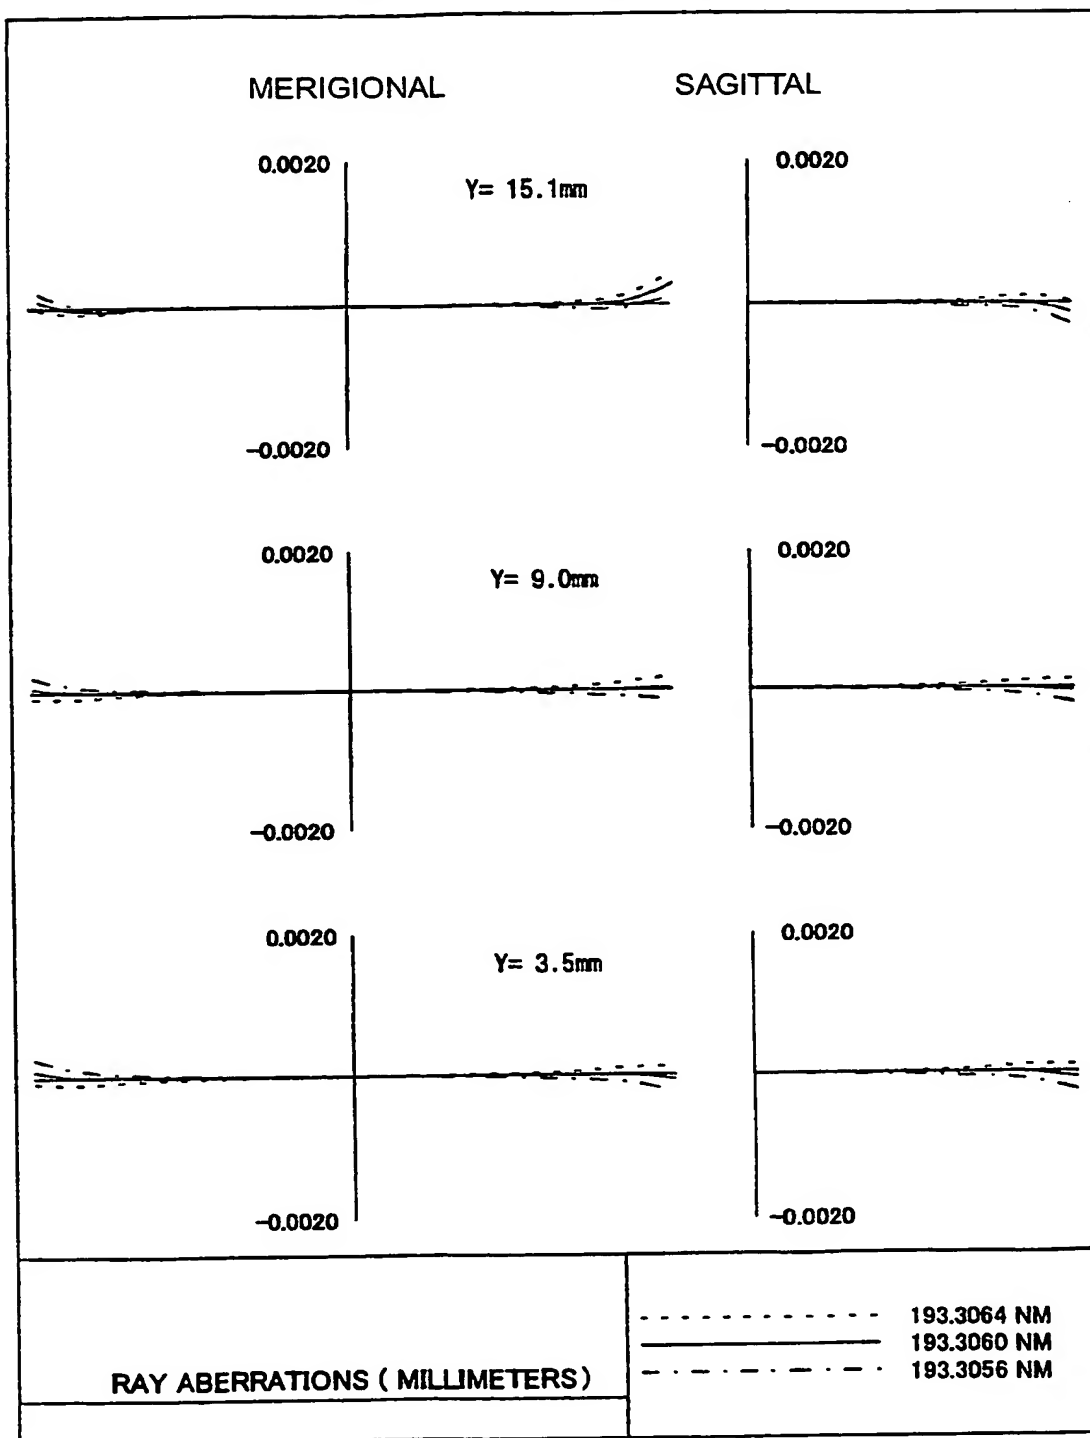 MERIGIONAL SAGITTAL
0.0020 0.0020
Y= 15.1mm
-0.0020 -0.0020
0.0020 0.0020
Y= 9.0mm
-0.0020 -0.0020
0.0020 0.0020
Y= 3.5mm
-0.0020 -0.0020
193.3064 NM
193.3060 NM
193.3056 NM
RAY ABERRATIONS ( MILLIMETERS )